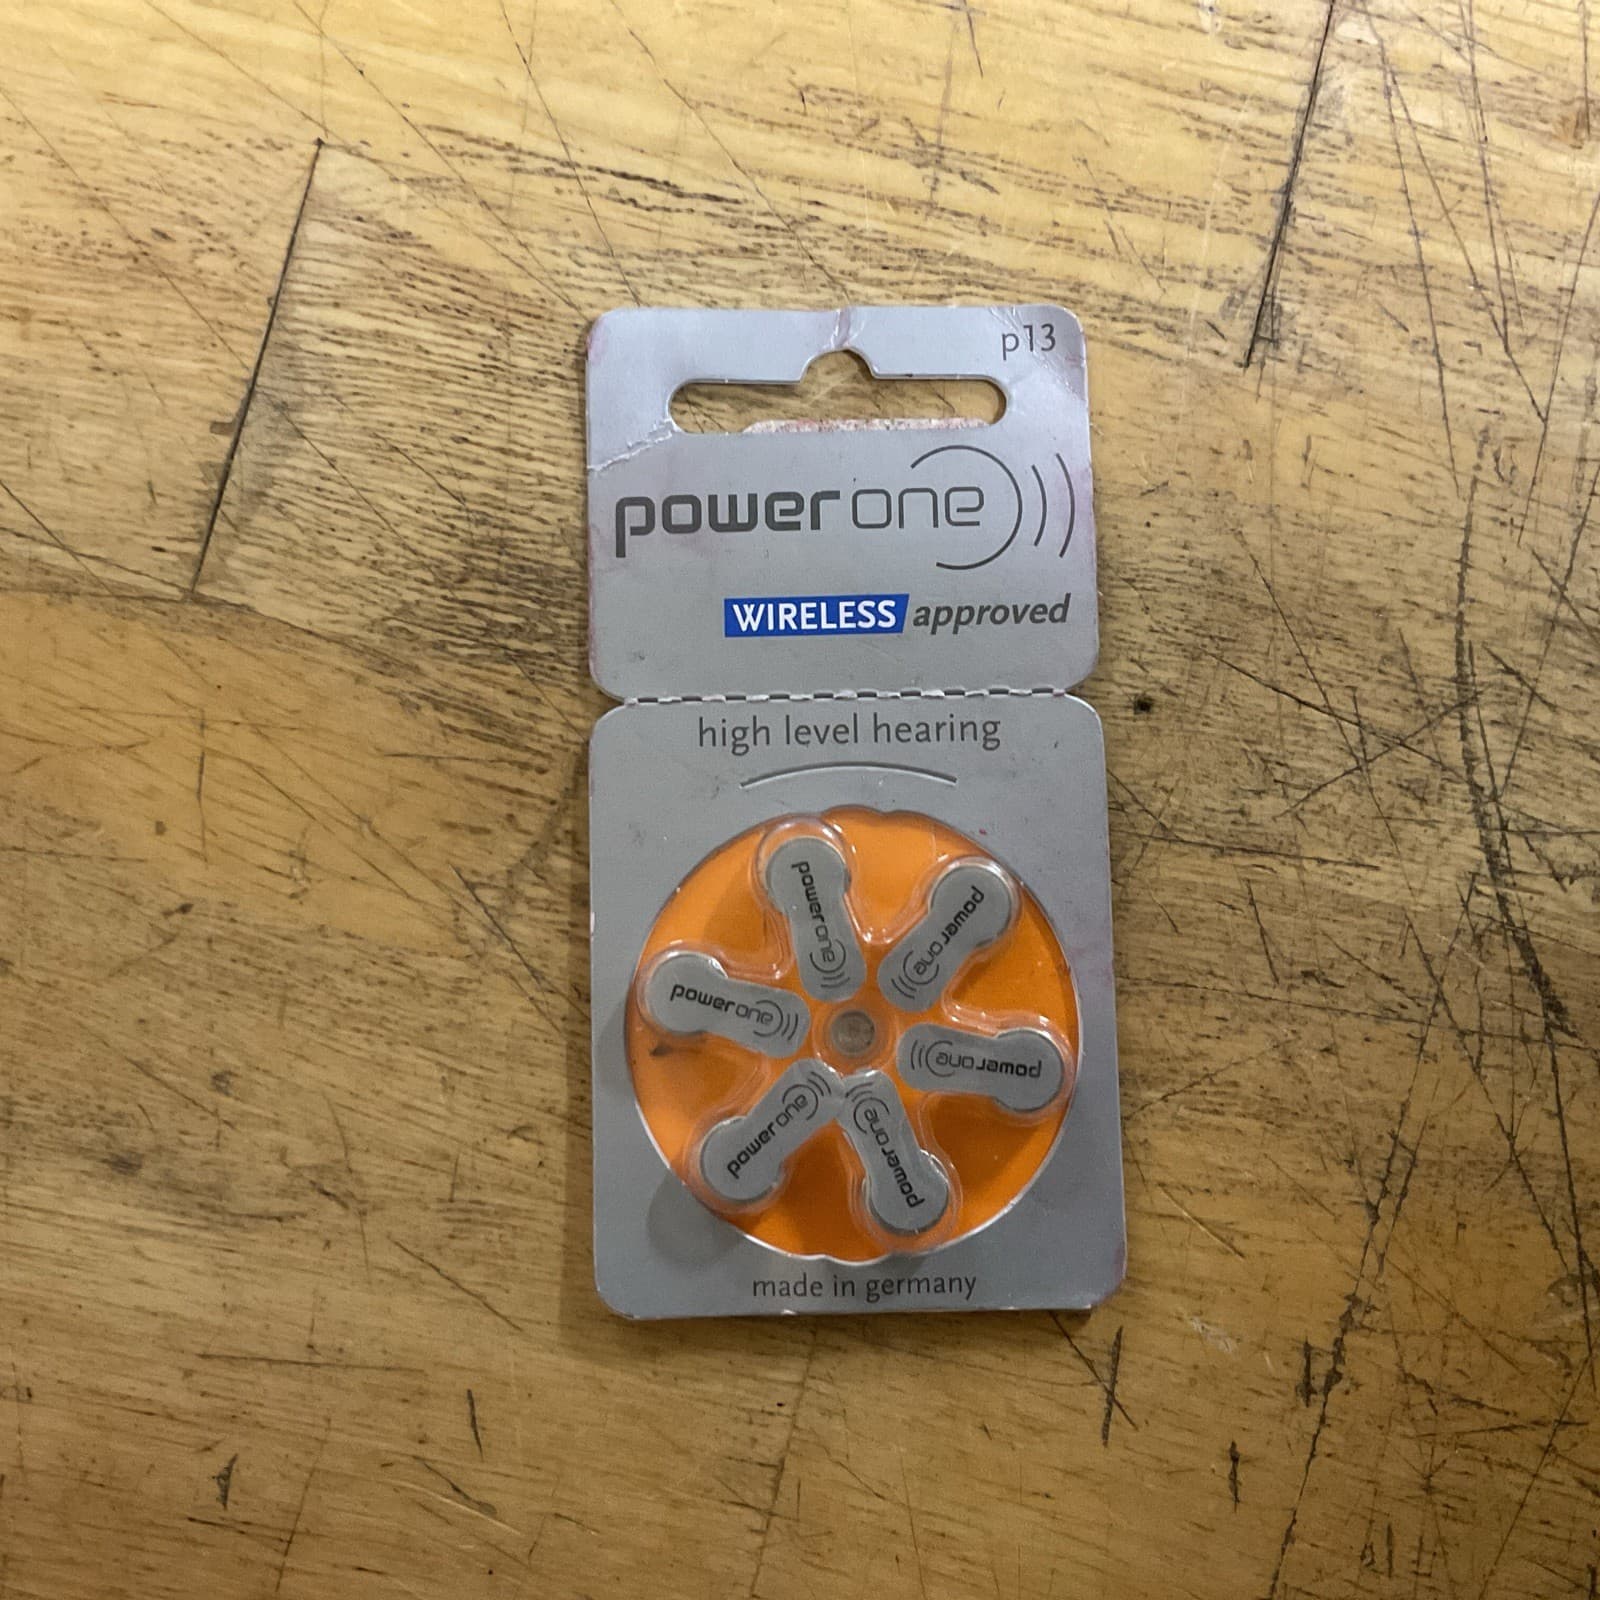 p13
power one
WIRELESS approved
high level hearing
power one
power one
power one
power one
power one
power one
made in germany